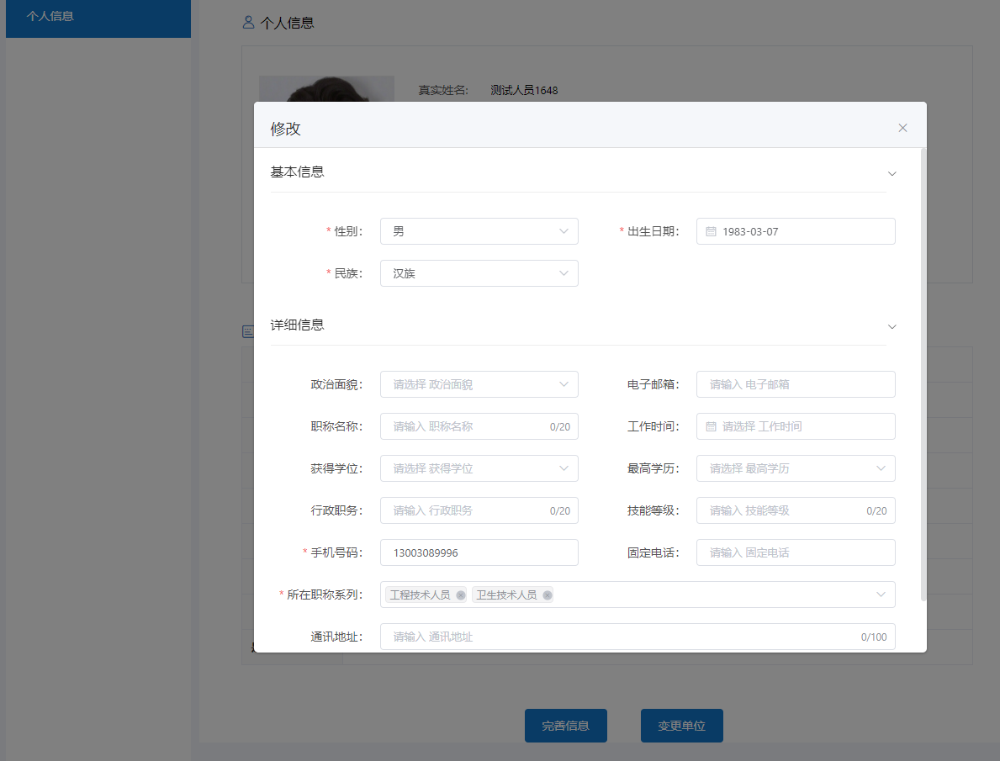 个人信息
个人信息
真实姓名: 测试人员1648
修改
基本信息
* 性别: 男 * 出生日期: 1983-03-07
* 民族: 汉族
详细信息
政治面貌: 请选择 政治面貌 电子邮箱: 请输入 电子邮箱
职称名称: 请输入 职称名称 0/20 工作时间: 请选择 工作时间
获得学位: 请选择 获得学位 最高学历: 请选择 最高学历
行政职务: 请输入 行政职务 0/20 技能等级: 请输入 技能等级 0/20
* 手机号码: 13003089996 固定电话: 请输入 固定电话
* 所在职称系列: 工程技术人员 卫生技术人员
通讯地址: 请输入 通讯地址 0/100
完善信息 变更单位